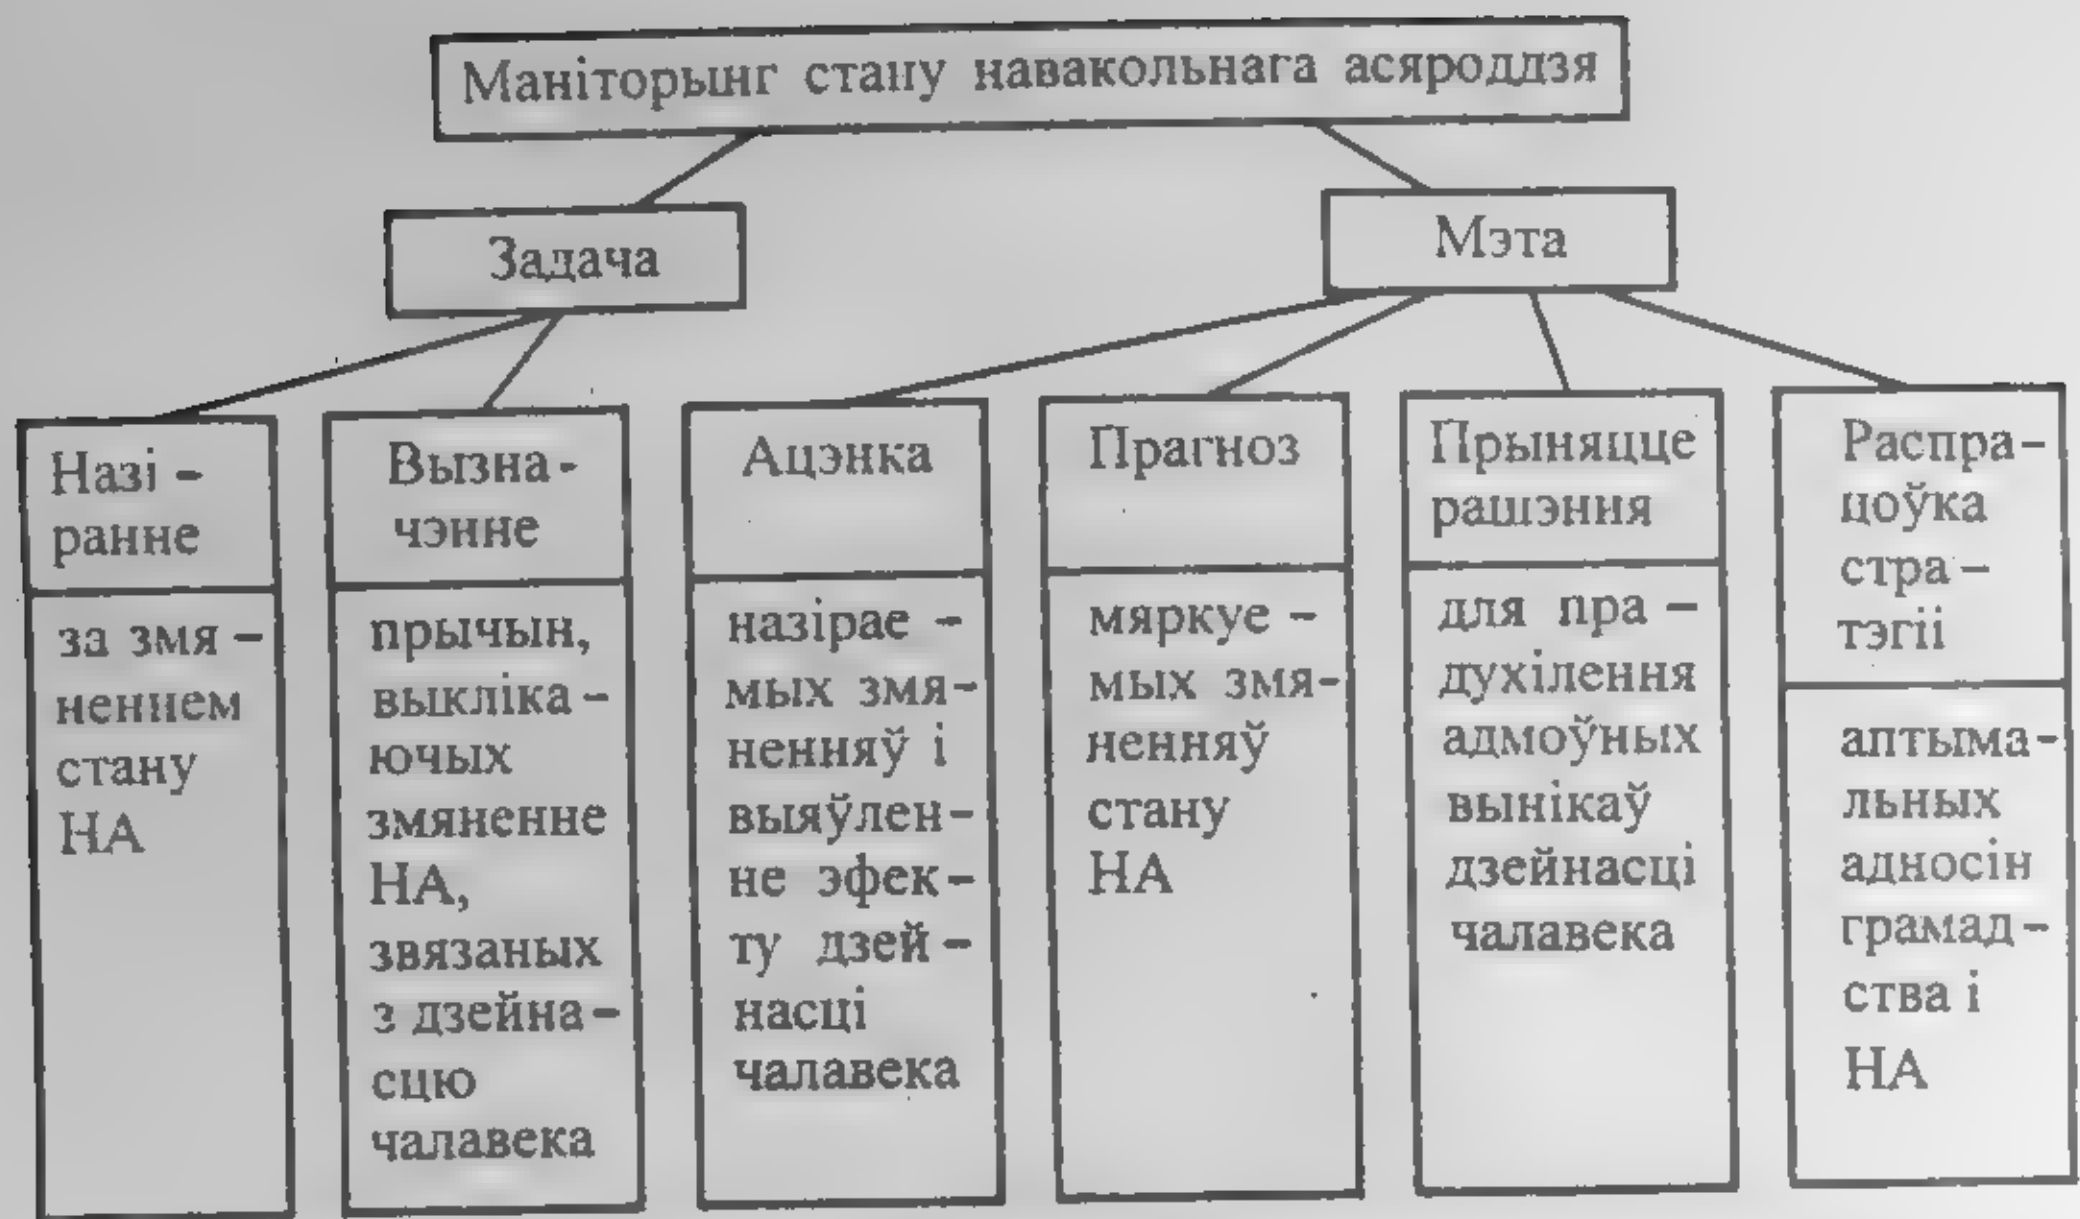 Маніторынг стану навакольнага асяроддзя
Задача
Мэта
Назі -
ранне
за змя -
неннем
стану
НА
Вызна -
чэнне
прычын,
выкліка -
ючых
змяненне
НА,
звязаных
з дзейна -
сцю
чалавека
Ацэнка
назірае -
мых змя-
ненняў і
выяўлен-
не эфек -
ту дзей -
насці
чалавека
Прагноз
мяркуе -
мых змя-
ненняў
стану
НА
Прыняцце
рашэння
для пра -
духілення
адмоўных
вынікаў
дзейнасці
чалавека
Распра-
цоўка
стра -
тэгіі
аптыма-
льных
адносін
грамад -
ства і
НА